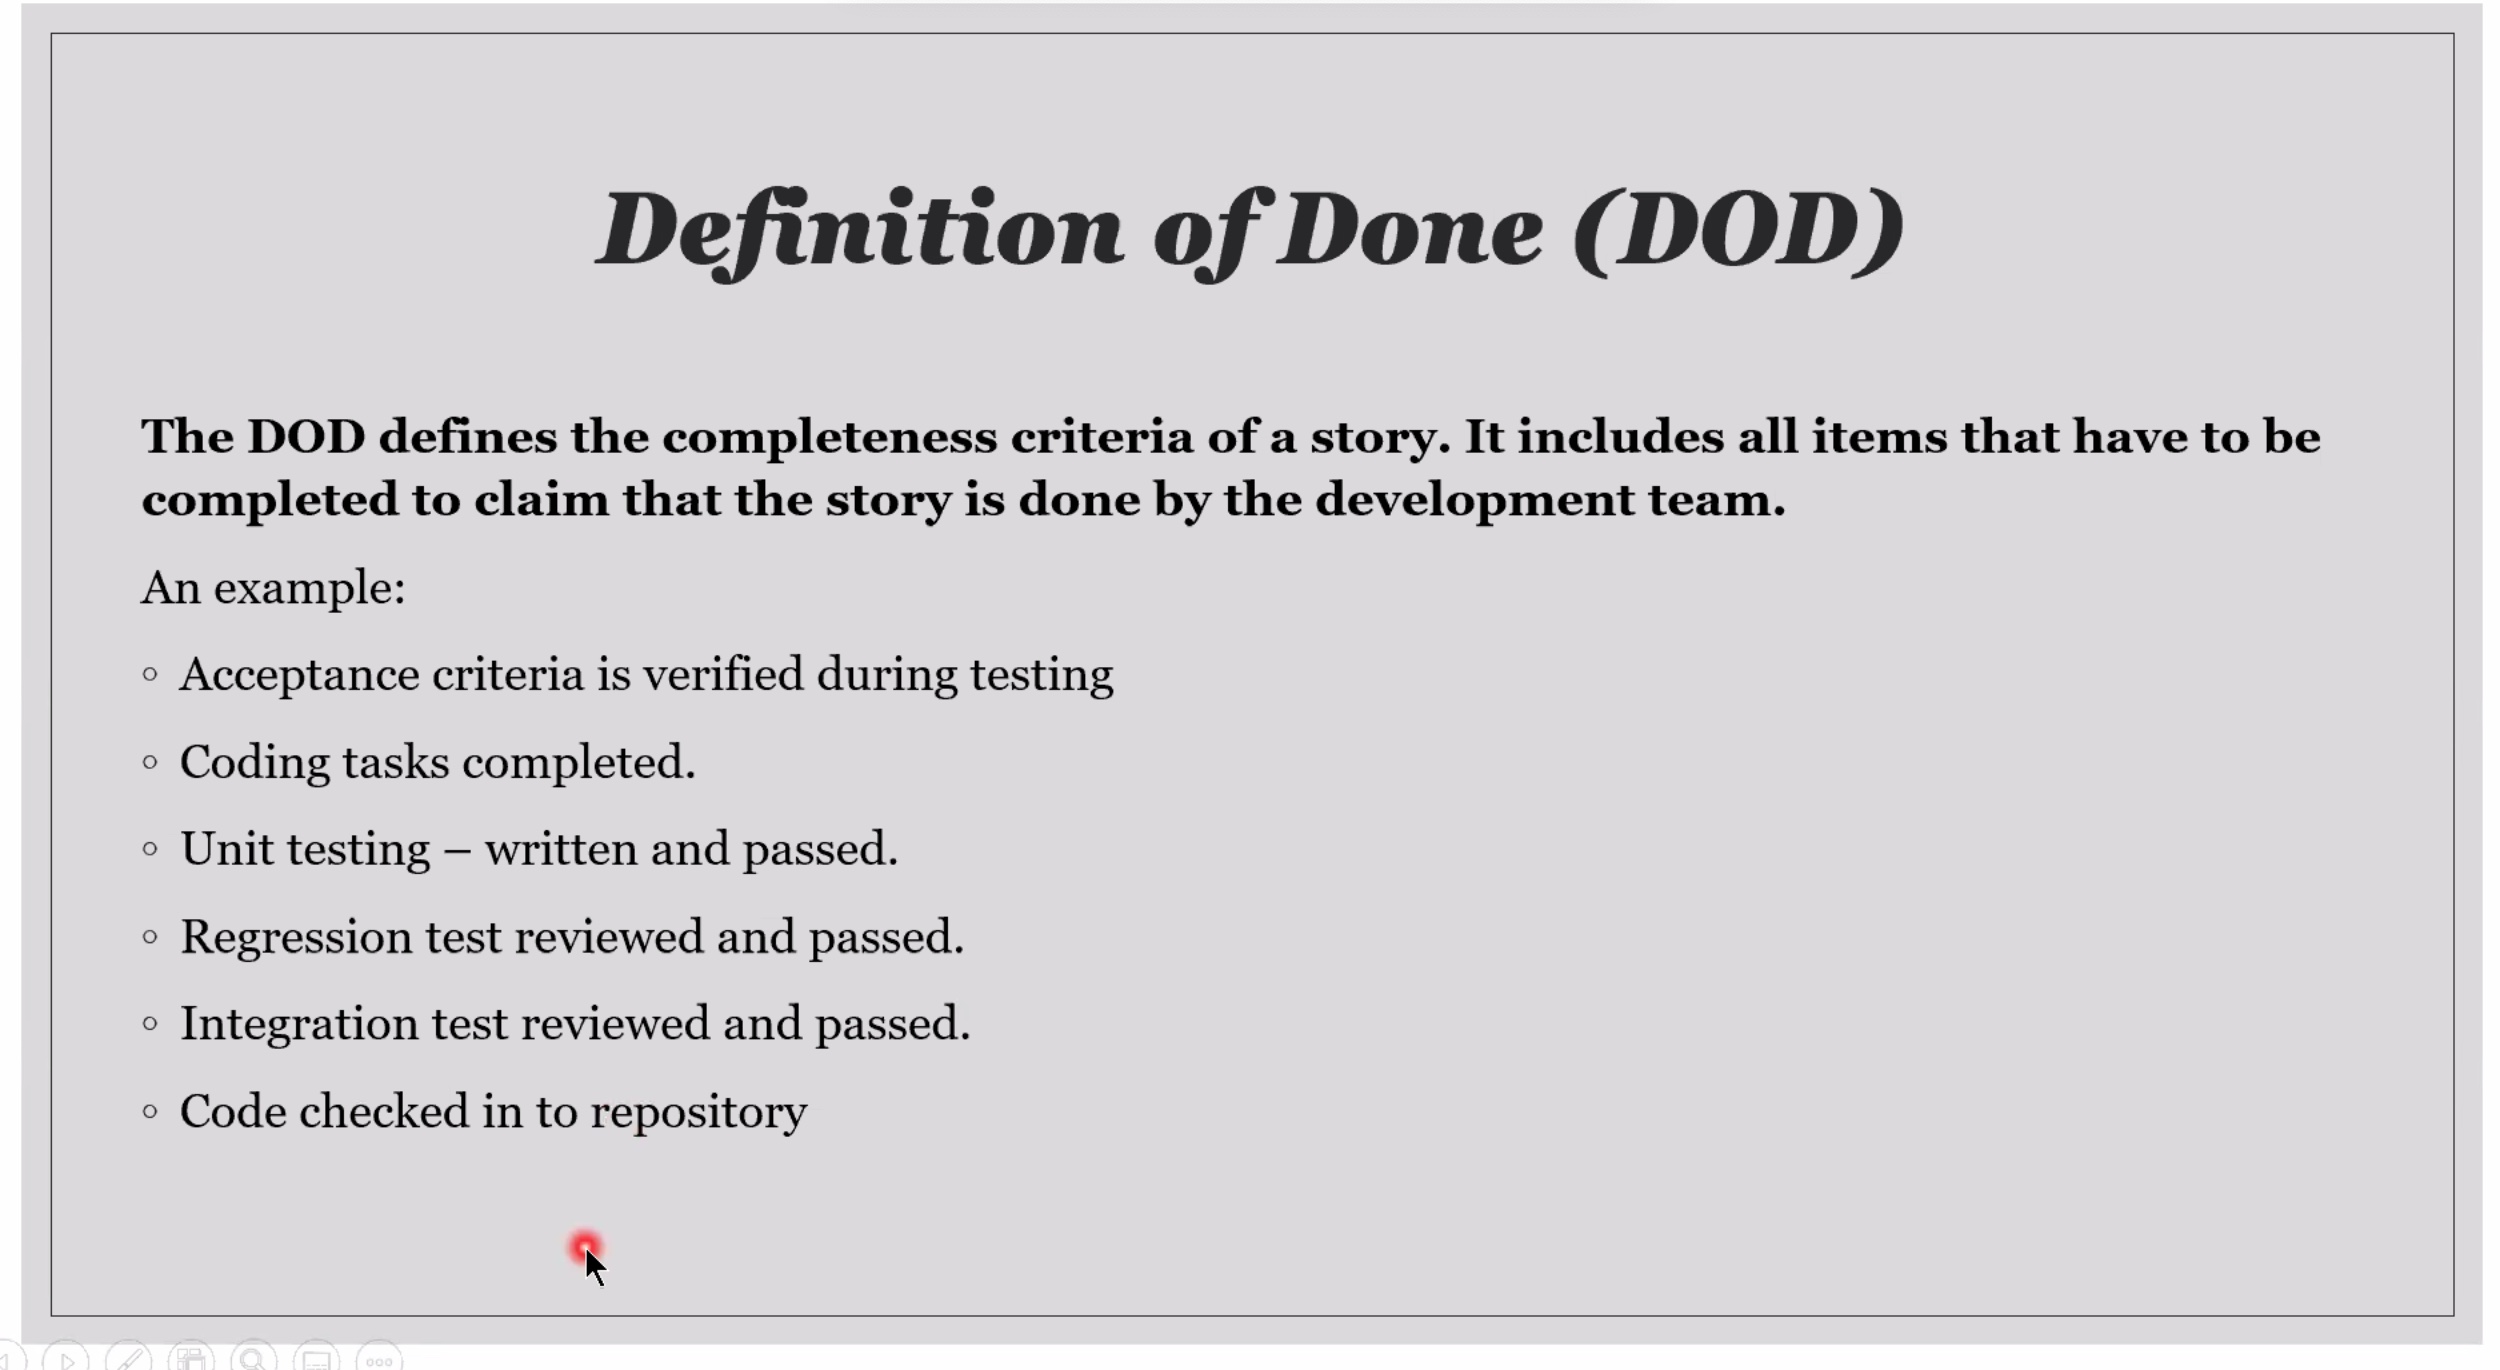 Definition of Done (DOD)
The DOD defines the completeness criteria of a story. It includes all items that have to be
completed to claim that the story is done by the development team.
An example:
◦ Acceptance criteria is verified during testing
◦ Coding tasks completed.
◦ Unit testing – written and passed.
◦ Regression test reviewed and passed.
◦ Integration test reviewed and passed.
◦ Code checked in to repository